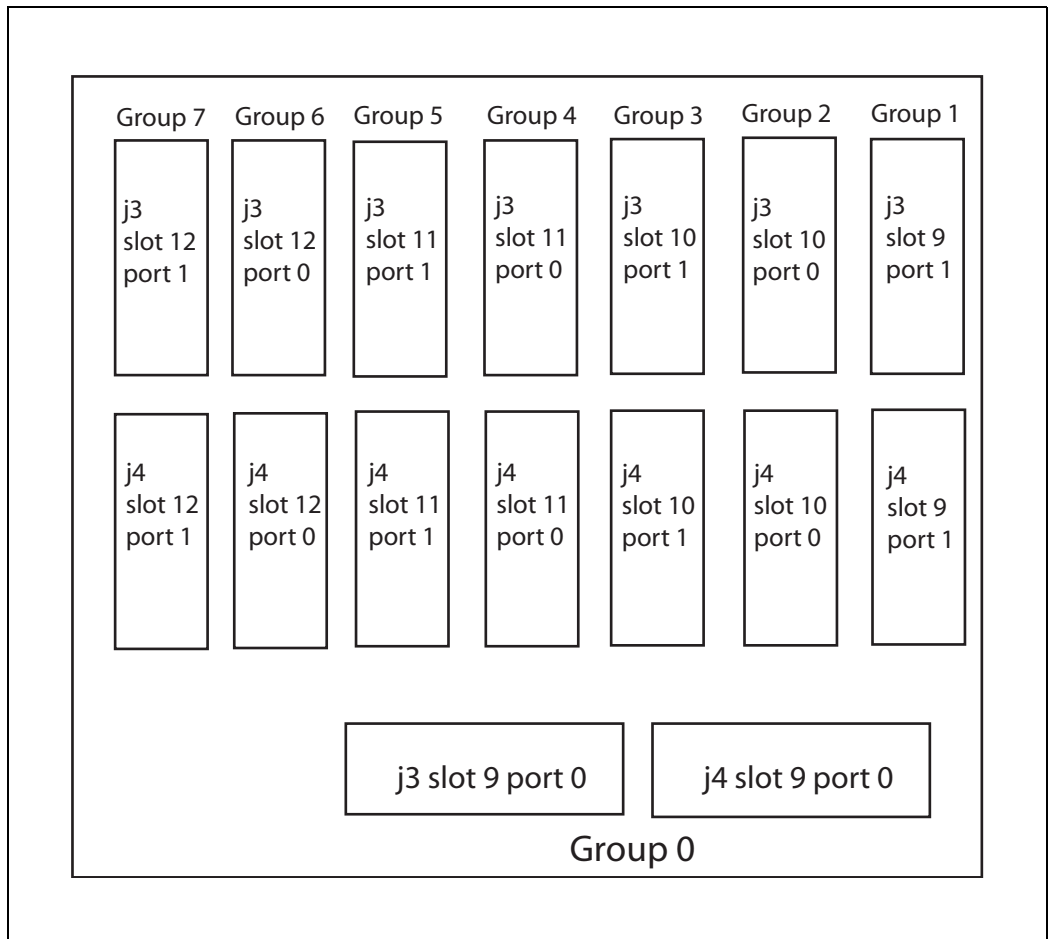 Group 7
Group 6
Group 5
Group 4
Group 3
Group 2
Group 1
j3
slot 12
port 1
j3
slot 12
port 0
j3
slot 11
port 1
j3
slot 11
port 0
j3
slot 10
port 1
j3
slot 10
port 0
j3
slot 9
port 1
j4
slot 12
port 1
j4
slot 12
port 0
j4
slot 11
port 1
j4
slot 11
port 0
j4
slot 10
port 1
j4
slot 10
port 0
j4
slot 9
port 1
j3 slot 9 port 0
j4 slot 9 port 0
Group 0